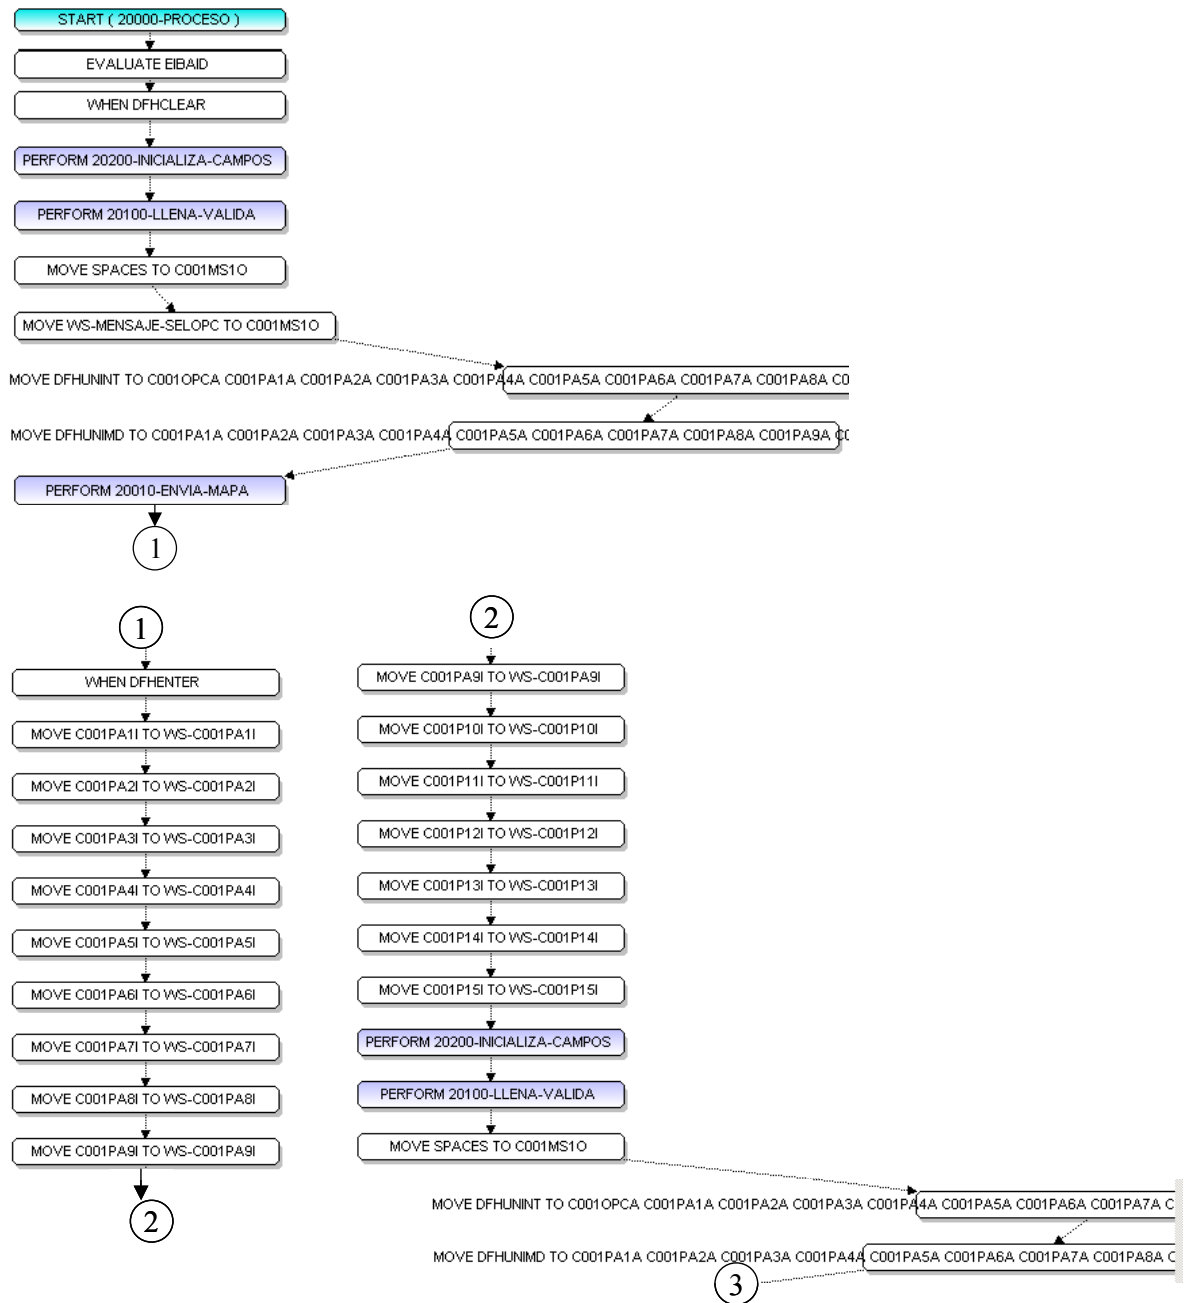 START ( 20000-PROCESO )
EVALUATE EIBAID
WHEN DFHCLEAR
PERFORM 20200-INICIALIZA-CAMPOS
PERFORM 20100-LLENA-VALIDA
MOVE SPACES TO C001MS1O
MOVE WS-MENSAJE-SELOPC TO C001MS1O
MOVE DFHUNINT TO C001OPCA C001PA1A C001PA2A C001PA3A C001PA4A C001PA5A C001PA6A C001PA7A C001PA8A C0
MOVE DFHUNIMD TO C001PA1A C001PA2A C001PA3A C001PA4A C001PA5A C001PA6A C001PA7A C001PA8A C001PA9A C0
PERFORM 20010-ENVIA-MAPA
1
1
WHEN DFHENTER
MOVE C001PA1I TO WS-C001PA1I
MOVE C001PA2I TO WS-C001PA2I
MOVE C001PA3I TO WS-C001PA3I
MOVE C001PA4I TO WS-C001PA4I
MOVE C001PA5I TO WS-C001PA5I
MOVE C001PA6I TO WS-C001PA6I
MOVE C001PA7I TO WS-C001PA7I
MOVE C001PA8I TO WS-C001PA8I
MOVE C001PA9I TO WS-C001PA9I
2
2
MOVE C001PA9I TO WS-C001PA9I
MOVE C001P10I TO WS-C001P10I
MOVE C001P11I TO WS-C001P11I
MOVE C001P12I TO WS-C001P12I
MOVE C001P13I TO WS-C001P13I
MOVE C001P14I TO WS-C001P14I
MOVE C001P15I TO WS-C001P15I
PERFORM 20200-INICIALIZA-CAMPOS
PERFORM 20100-LLENA-VALIDA
MOVE SPACES TO C001MS1O
MOVE DFHUNINT TO C001OPCA C001PA1A C001PA2A C001PA3A C001PA4A C001PA5A C001PA6A C001PA7A C
MOVE DFHUNIMD TO C001PA1A C001PA2A C001PA3A C001PA4A C001PA5A C001PA6A C001PA7A C001PA8A C
3